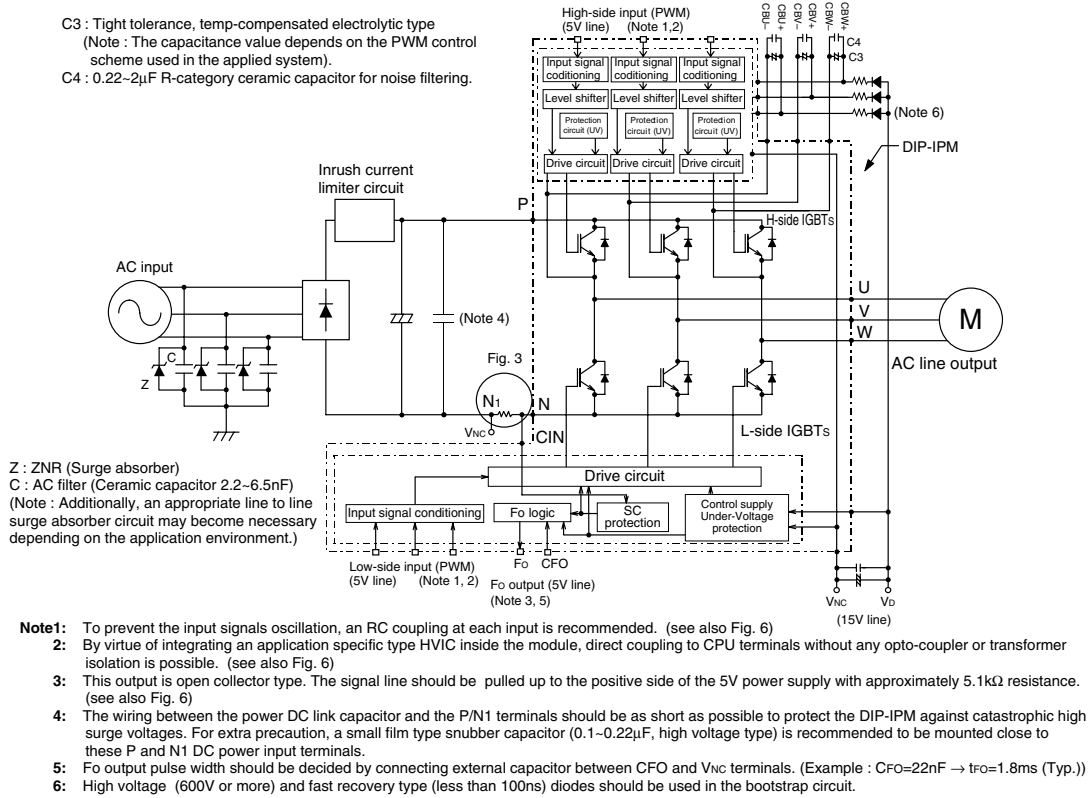 C3 : Tight tolerance, temp-compensated electrolytic type
(Note : The capacitance value depends on the PWM control
scheme used in the applied system).
C4 : 0.22~2μF R-category ceramic capacitor for noise filtering.
High-side input (PWM)
(5V line) (Note 1,2)
CBU–
CBU+
CBV–
CBV+
CBW–
CBW+
C4
C3
Input signal coditioning
Input signal conditioning
Input signal coditioning
Level shifter
Level shifter
Level shifter
Protection circuit (UV)
Protection circuit (UV)
Protection circuit (UV)
Drive circuit
Drive circuit
Drive circuit
(Note 6)
DIP-IPM
Inrush current
limiter circuit
P
H-side IGBTs
AC input
(Note 4)
U
V
W
M
AC line output
C
Z
Fig. 3
N1
N
VNC
CIN
L-side IGBTs
Z : ZNR (Surge absorber)
C : AC filter (Ceramic capacitor 2.2~6.5nF)
(Note : Additionally, an appropriate line to line
surge absorber circuit may become necessary
depending on the application environment.)
Drive circuit
Input signal conditioning
Fo logic
SC
protection
Control supply
Under-Voltage
protection
Low-side input (PWM)
(5V line) (Note 1, 2)
FO
CFO
FO output (5V line)
(Note 3, 5)
VNC
VD
(15V line)
Note1: To prevent the input signals oscillation, an RC coupling at each input is recommended. (see also Fig. 6)
2: By virtue of integrating an application specific type HVIC inside the module, direct coupling to CPU terminals without any opto-coupler or transformer
isolation is possible. (see also Fig. 6)
3: This output is open collector type. The signal line should be pulled up to the positive side of the 5V power supply with approximately 5.1kΩ resistance.
(see also Fig. 6)
4: The wiring between the power DC link capacitor and the P/N1 terminals should be as short as possible to protect the DIP-IPM against catastrophic high
surge voltages. For extra precaution, a small film type snubber capacitor (0.1~0.22μF, high voltage type) is recommended to be mounted close to
these P and N1 DC power input terminals.
5: Fo output pulse width should be decided by connecting external capacitor between CFO and VNC terminals. (Example : CFO=22nF → tFO=1.8ms (Typ.))
6: High voltage (600V or more) and fast recovery type (less than 100ns) diodes should be used in the bootstrap circuit.